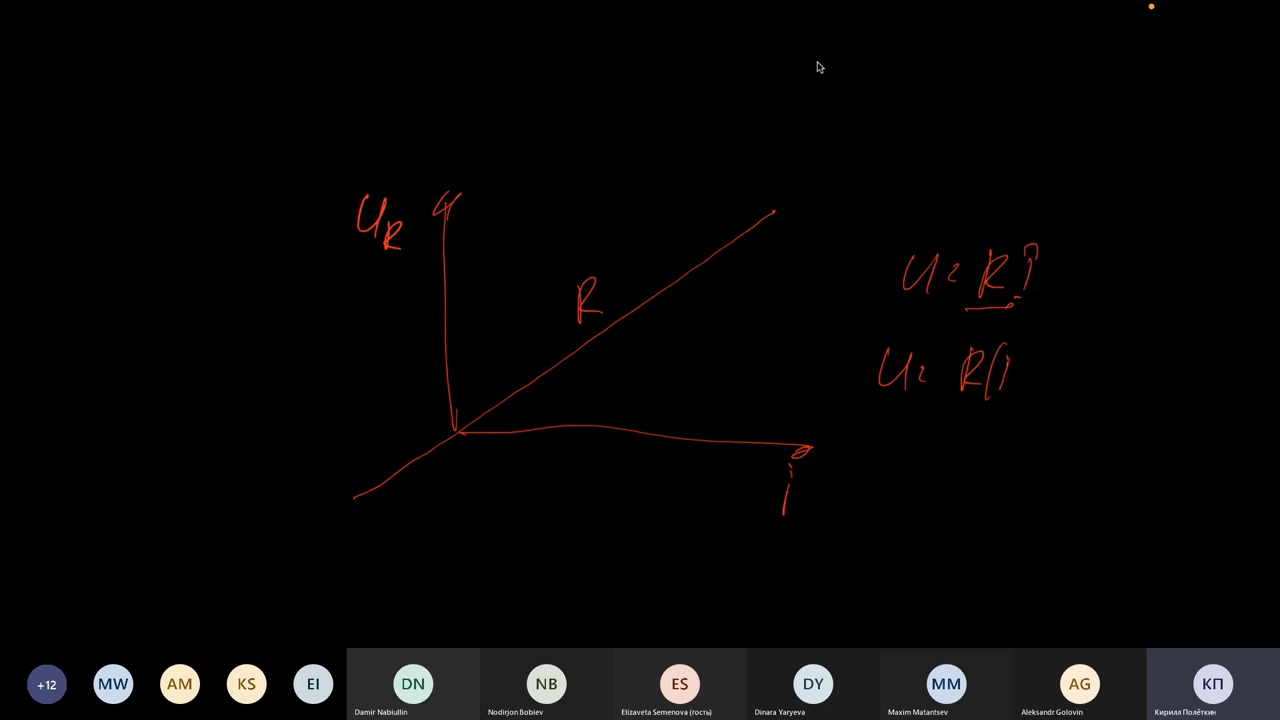 U_R
R
i
U = R i
U = R(i
+12
MW
AM
KS
EI
DN
NB
ES
DY
MM
AG
КП
Damir Nabiullin
Nodirjon Bobiev
Elizaveta Semenova (гость)
Dinara Yaryeva
Maxim Matantsev
Aleksandr Golovin
Кирилл Полёткин